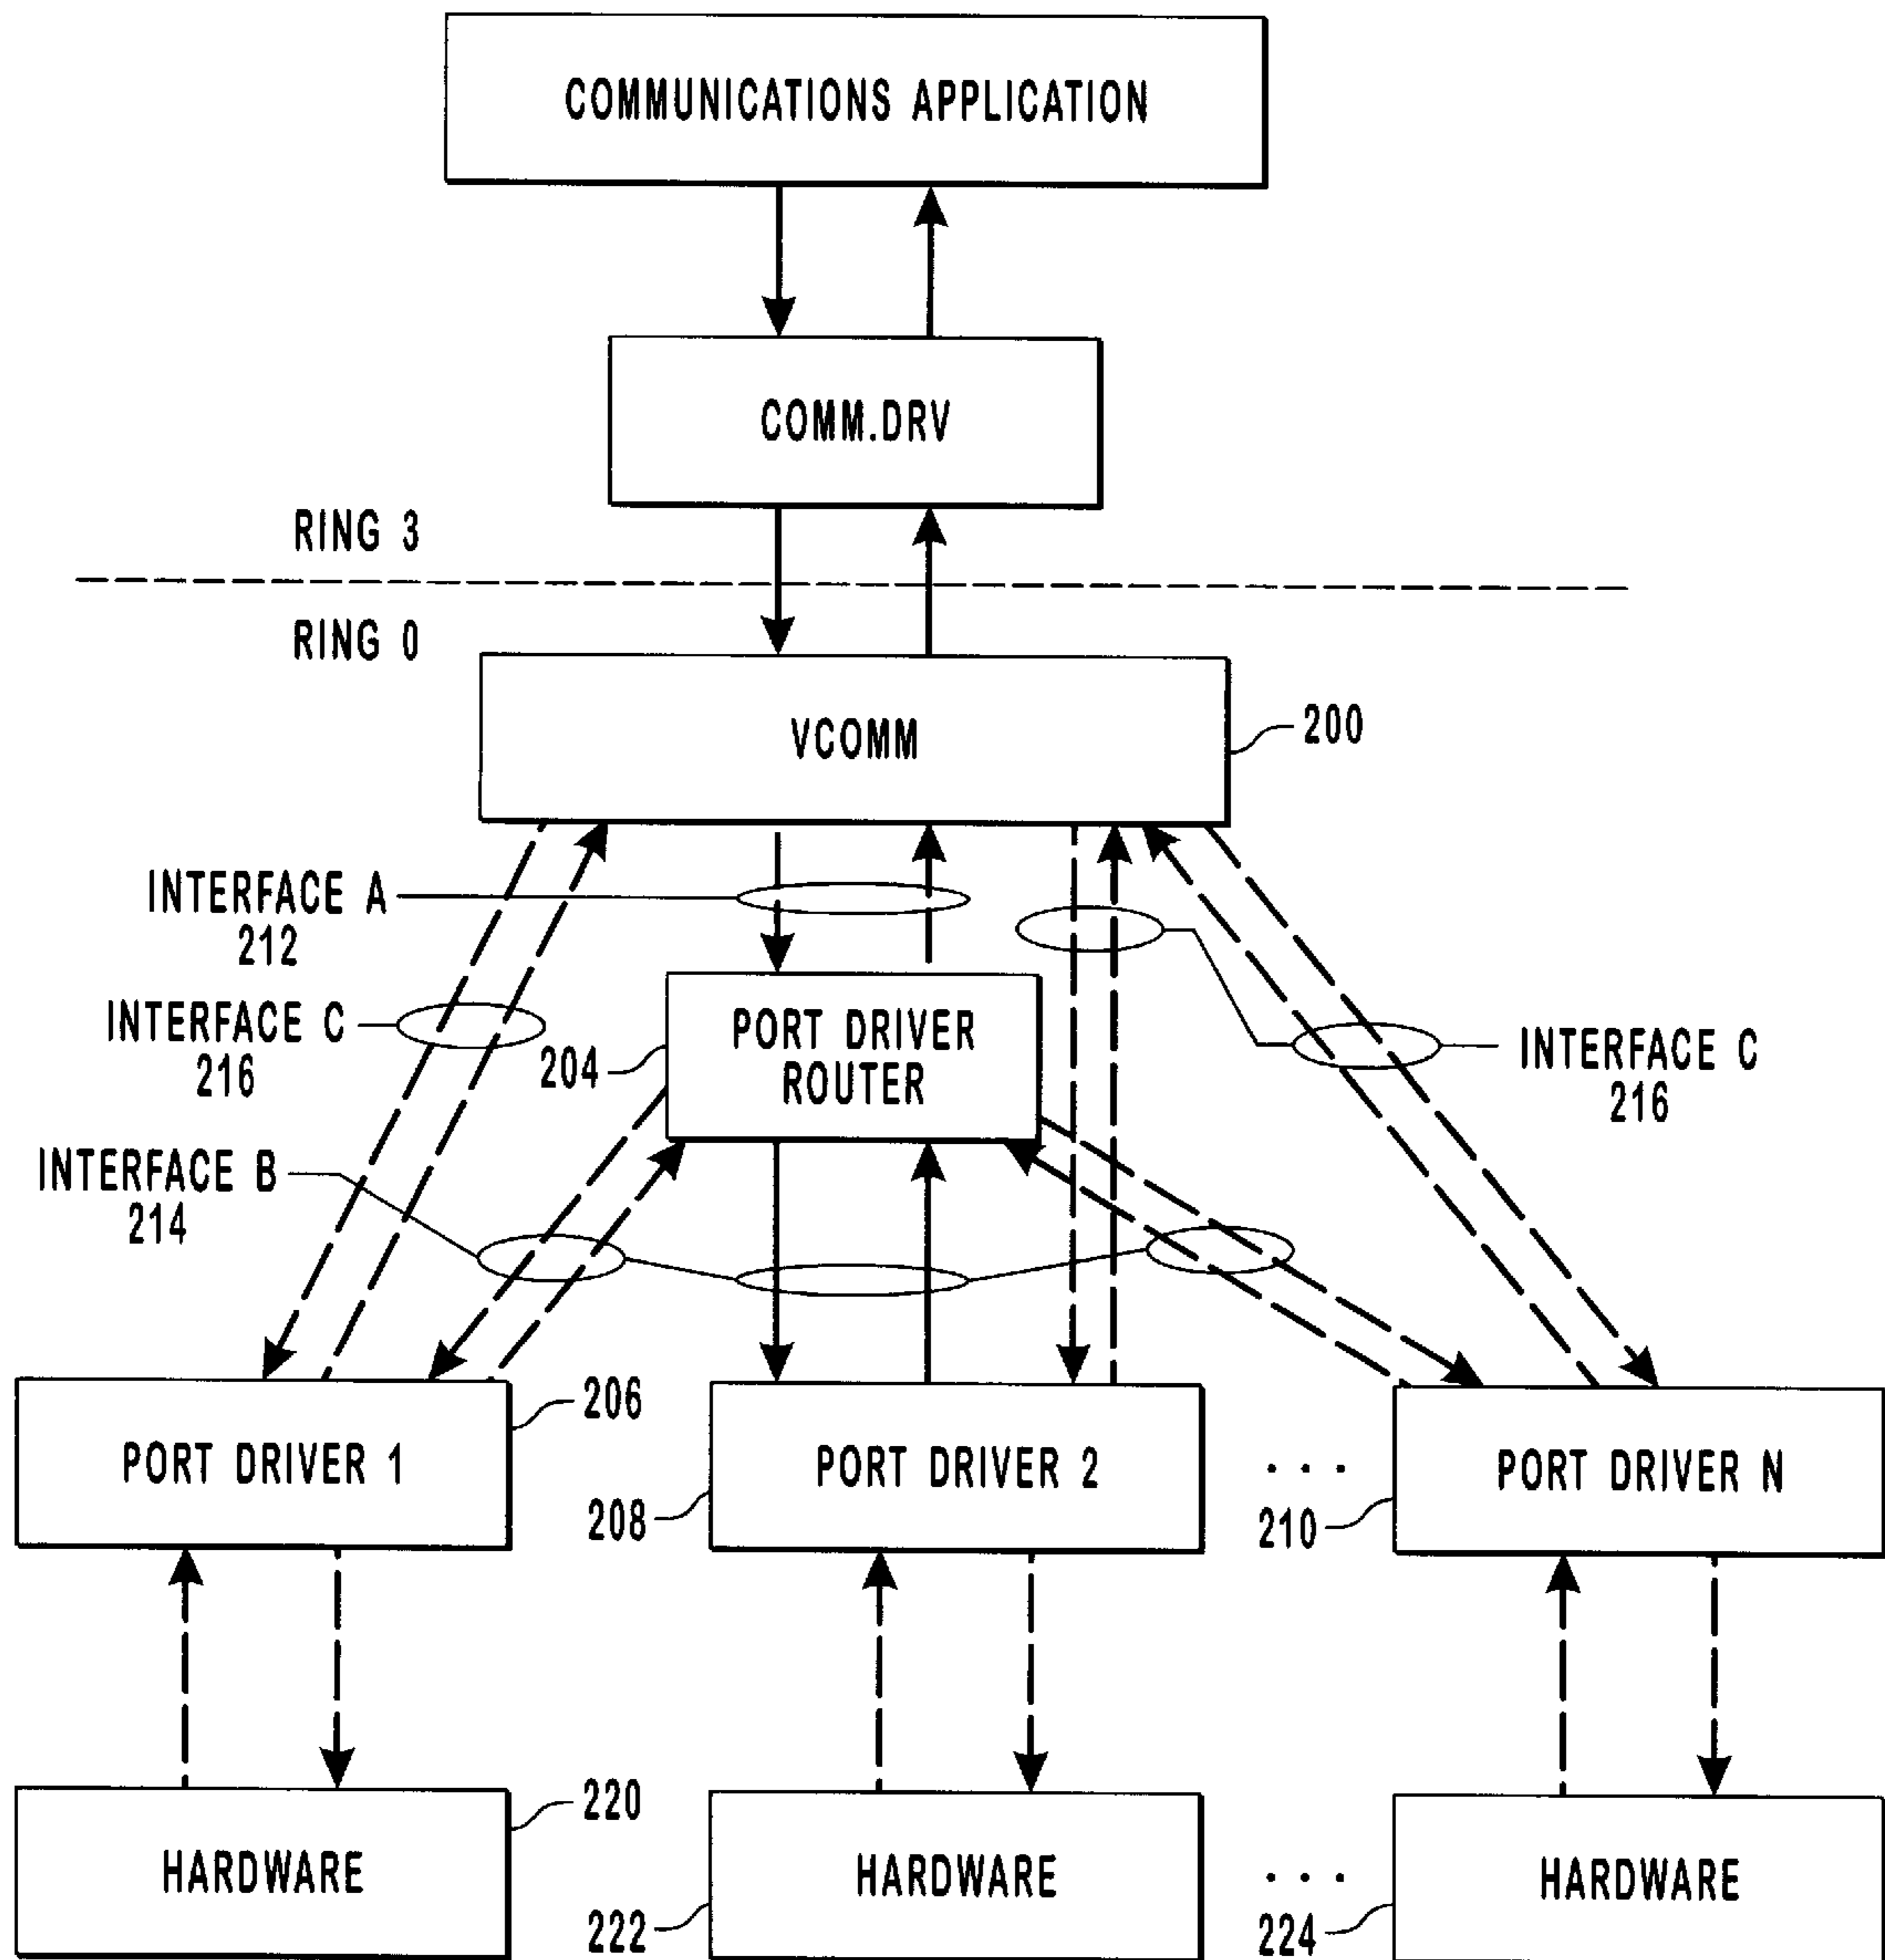 COMMUNICATIONS APPLICATION
COMM.DRV
RING 3
RING 0
VCOMM
200
INTERFACE A
212
INTERFACE C
216
204
PORT DRIVER
ROUTER
INTERFACE C
216
INTERFACE B
214
206
PORT DRIVER 1
PORT DRIVER 2
208
. . .
PORT DRIVER N
210
220
HARDWARE
HARDWARE
222
. . .
HARDWARE
224